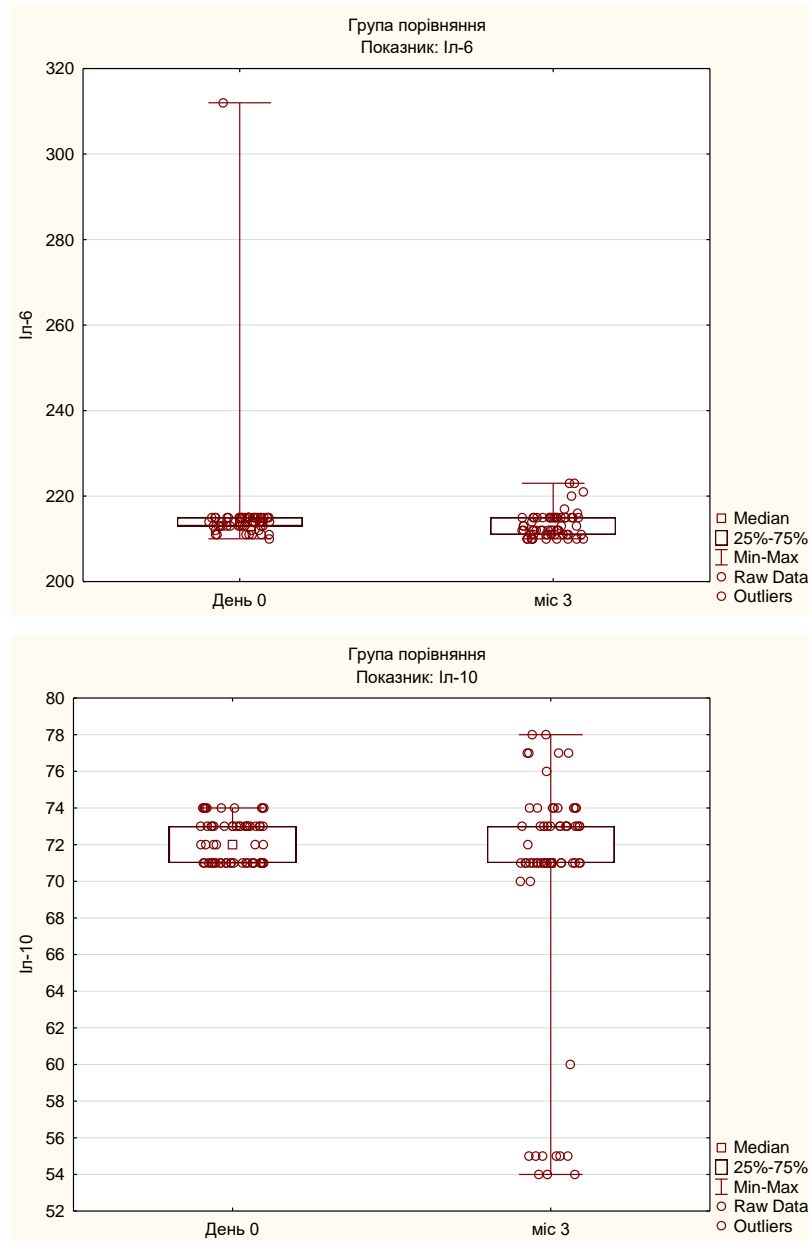 Група порівняння
Показник: Іл-6
320
300
280
260
240
220
200
Іл-6
День 0
міс 3
Median
25%-75%
Min-Max
Raw Data
Outliers
Група порівняння
Показник: Іл-10
80
78
76
74
72
70
68
66
64
62
60
58
56
54
52
Іл-10
День 0
міс 3
Median
25%-75%
Min-Max
Raw Data
Outliers